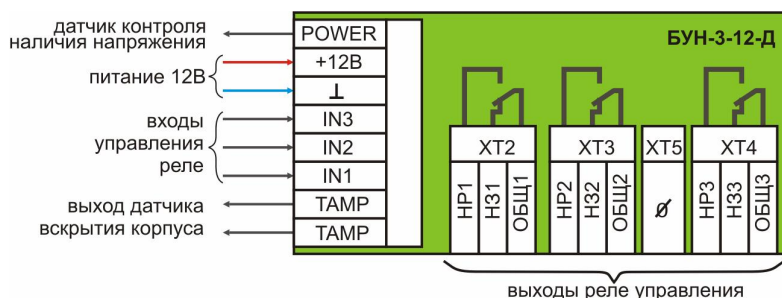 датчик контроля
наличия напряжения
питание 12В
входы
управления
реле
выход датчика
вскрытия корпуса
POWER
+12В
⊥
IN3
IN2
IN1
TAMP
TAMP
БУН-3-12-Д
XT2
XT3
XT5
XT4
НР1
НЗ1
ОБЩ1
НР2
НЗ2
ОБЩ2
Ø
НР3
НЗ3
ОБЩ3
выходы реле управления